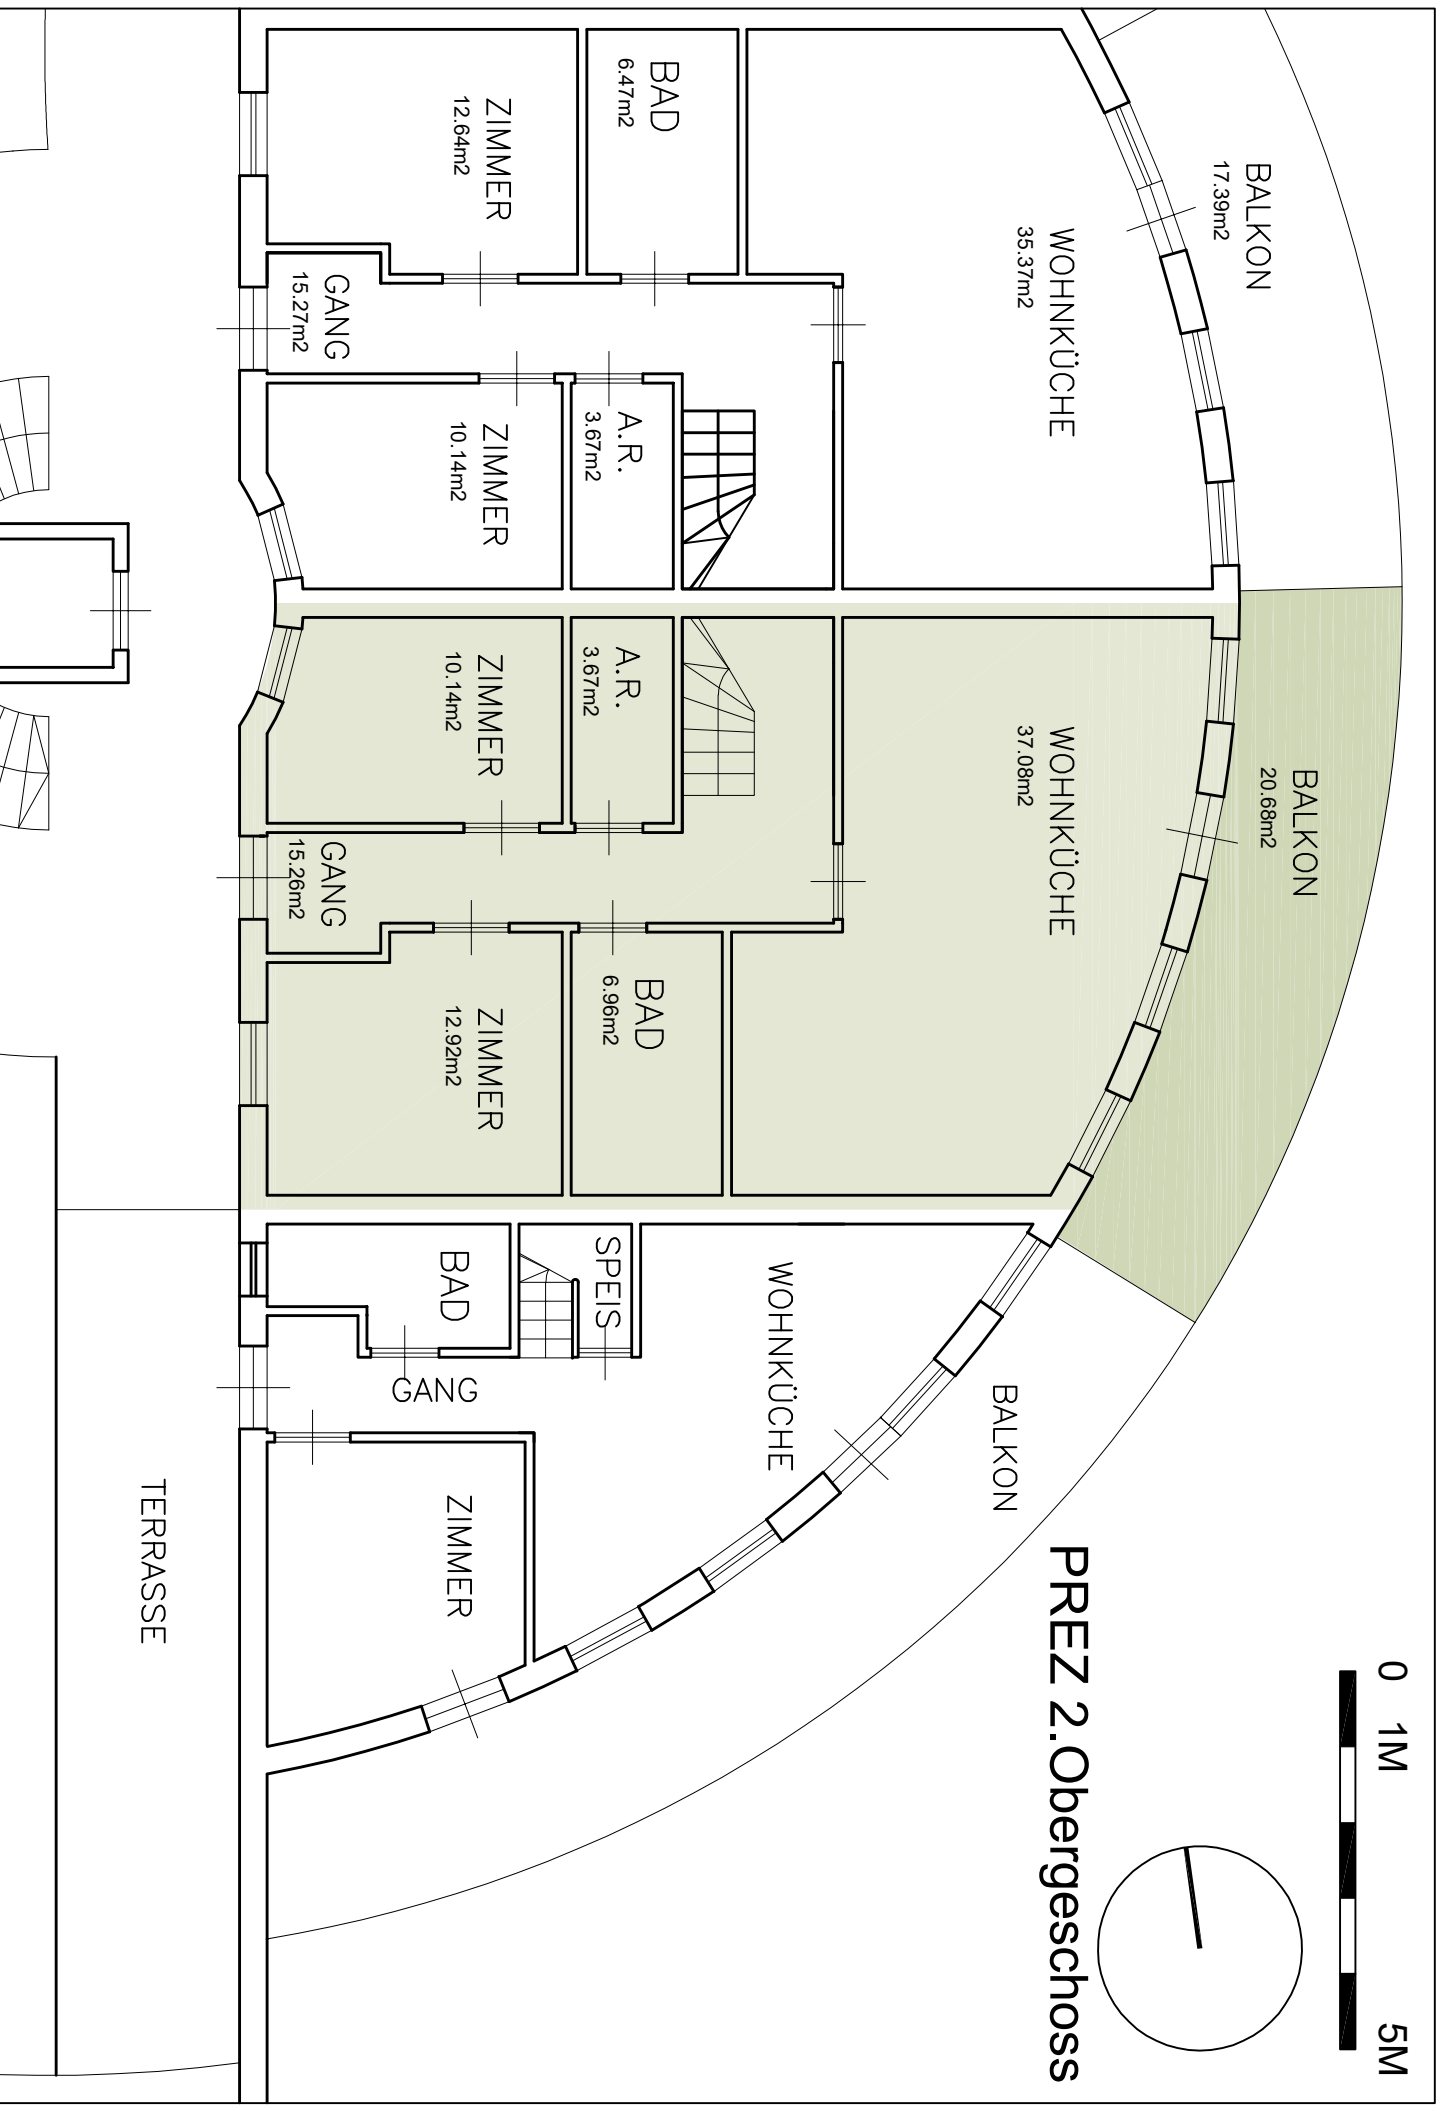 BALKON
17.39m2
WOHNKÜCHE
35.37m2
BAD
6.47m2
ZIMMER
12.64m2
GANG
15.27m2
A.R.
3.67m2
ZIMMER
10.14m2
BALKON
20.68m2
WOHNKÜCHE
37.08m2
A.R.
3.67m2
ZIMMER
10.14m2
GANG
15.26m2
BAD
6.96m2
ZIMMER
12.92m2
BALKON
WOHNKÜCHE
SPEIS
BAD
GANG
ZIMMER
TERRASSE
0 1M 5M
PREZ 2.Obergeschoss